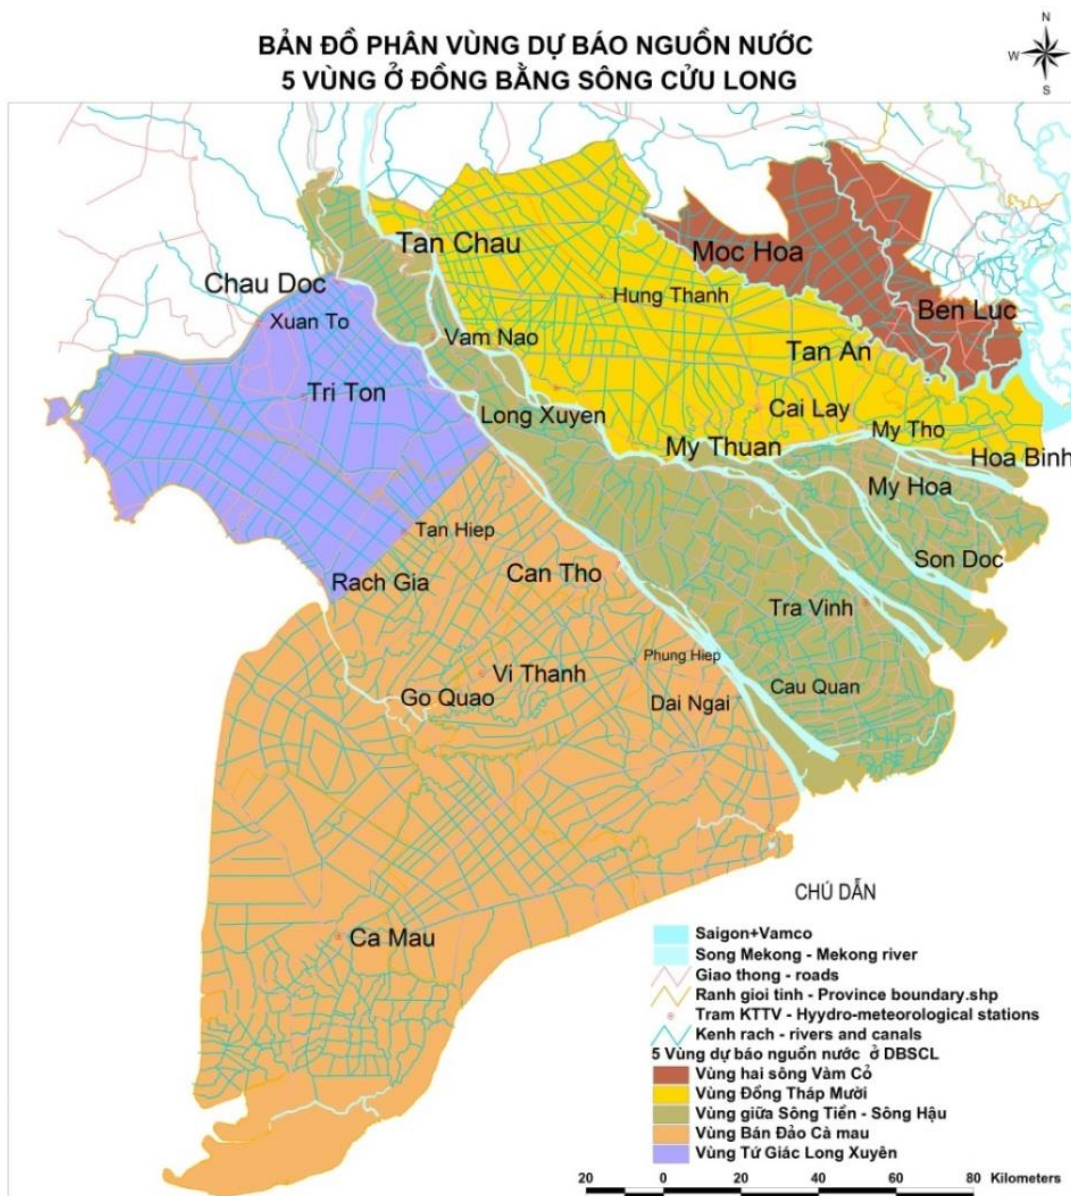 BẢN ĐỒ PHÂN VÙNG DỰ BÁO NGUỒN NƯỚC
5 VÙNG Ở ĐỒNG BẰNG SÔNG CỬU LONG
N
W E
S
Tan Chau
Moc Hoa
Chau Doc
Hung Thanh
Ben Luc
Xuan To
Vam Nao
Tan An
Tri Ton
Long Xuyen
Cai Lay
My Tho
My Thuan
Hoa Binh
My Hoa
Tan Hiep
Son Doc
Rach Gia
Can Tho
Tra Vinh
Phung Hiep
Vi Thanh
Cau Quan
Go Quao
Dai Ngai
Ca Mau
CHÚ DẪN
Saigon+Vamco
Song Mekong - Mekong river
Giao thong - roads
Ranh gioi tinh - Province boundary.shp
Tram KTTV - Hyydro-meteorological stations
Kenh rach - rivers and canals
5 Vùng dự báo nguồn nước ở DBSCL
Vùng hai sông Vàm Cỏ
Vùng Đồng Tháp Mười
Vùng giữa Sông Tiền - Sông Hậu
Vùng Bán Đảo Cà mau
Vùng Tứ Giác Long Xuyên
20 0 20 40 60 80 Kilometers